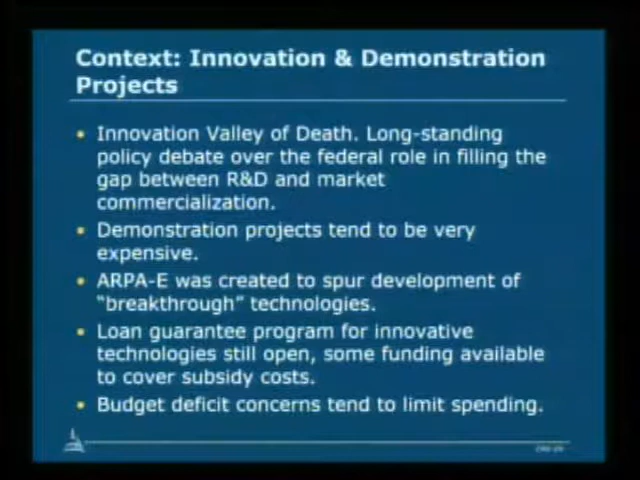 Context: Innovation & Demonstration
Projects
• Innovation Valley of Death. Long-standing
policy debate over the federal role in filling the
gap between R&D and market
commercialization.
• Demonstration projects tend to be very
expensive.
• ARPA-E was created to spur development of
“breakthrough” technologies.
• Loan guarantee program for innovative
technologies still open, some funding available
to cover subsidy costs.
• Budget deficit concerns tend to limit spending.